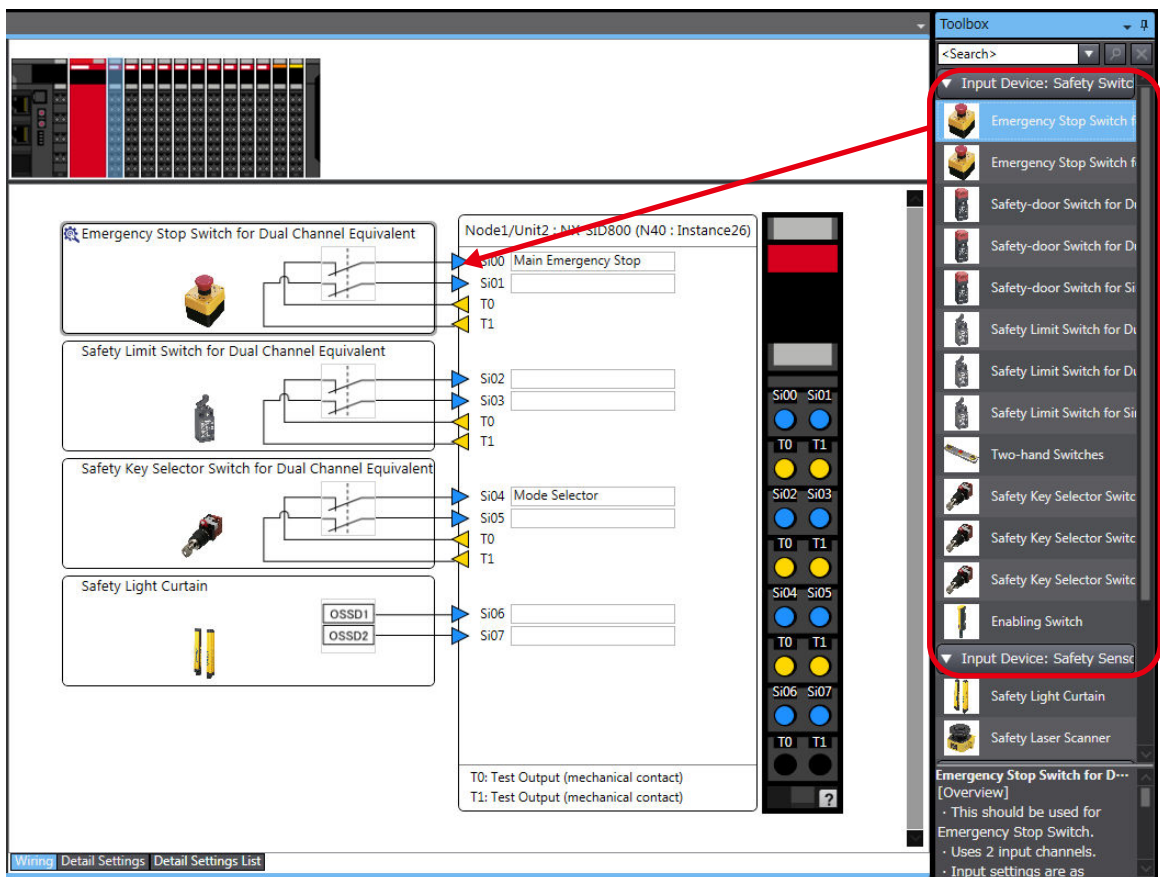 Toolbox
<Search>
Input Device: Safety Switc
Emergency Stop Switch f
Emergency Stop Switch f
Safety-door Switch for D
Safety-door Switch for D
Safety-door Switch for Si
Safety Limit Switch for D
Safety Limit Switch for D
Safety Limit Switch for Si
Two-hand Switches
Safety Key Selector Switc
Safety Key Selector Switc
Safety Key Selector Switc
Enabling Switch
Input Device: Safety Senso
Safety Light Curtain
Safety Laser Scanner
Emergency Stop Switch for D···
[Overview]
· This should be used for
Emergency Stop Switch.
· Uses 2 input channels.
· Input settings are as
Emergency Stop Switch for Dual Channel Equivalent
Node1/Unit2 : NX-SID800 (N40 : Instance26)
Si00 Main Emergency Stop
Si01
T0
T1
Safety Limit Switch for Dual Channel Equivalent
Si02
Si03
T0
T1
Safety Key Selector Switch for Dual Channel Equivalent
Si04 Mode Selector
Si05
T0
T1
Safety Light Curtain
OSSD1
OSSD2
Si06
Si07
T0: Test Output (mechanical contact)
T1: Test Output (mechanical contact)
Si00 Si01
T0 T1
Si02 Si03
T0 T1
Si04 Si05
T0 T1
Si06 Si07
T0 T1
?
Wiring Detail Settings Detail Settings List